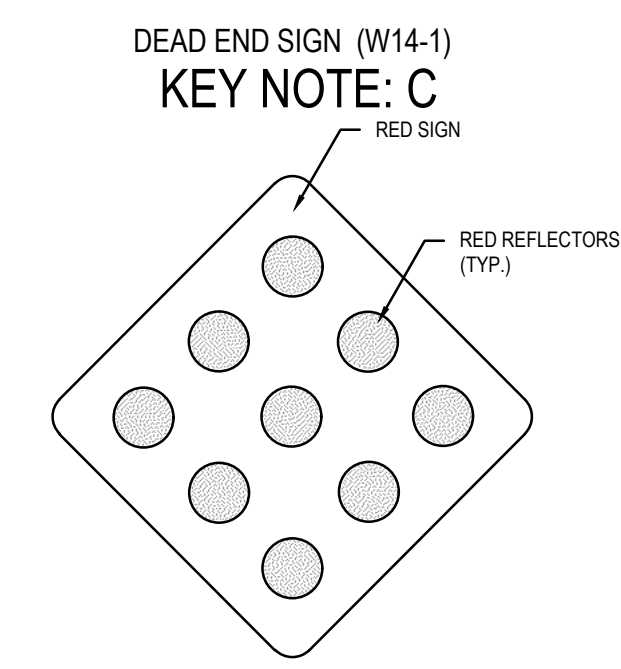 DEAD END SIGN (W14-1)
KEY NOTE: C
RED SIGN
RED REFLECTORS
(TYP.)